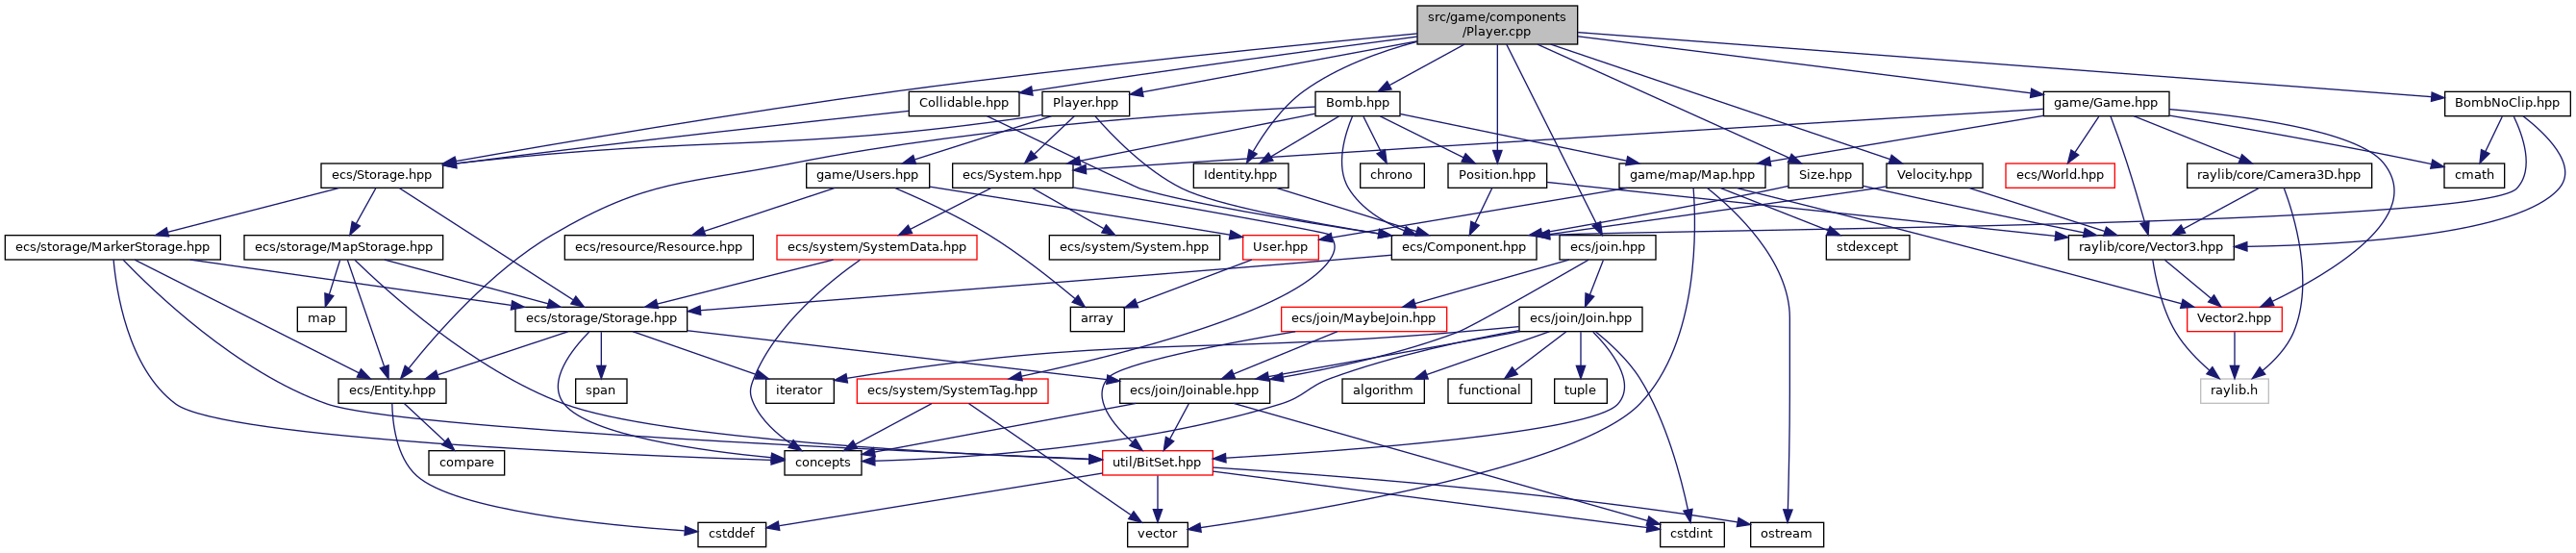 src/game/components
/Player.cpp
Collidable.hpp
Player.hpp
Bomb.hpp
game/Game.hpp
BombNoClip.hpp
ecs/Storage.hpp
game/Users.hpp
ecs/System.hpp
Identity.hpp
chrono
Position.hpp
game/map/Map.hpp
Size.hpp
Velocity.hpp
ecs/World.hpp
raylib/core/Camera3D.hpp
cmath
ecs/storage/MarkerStorage.hpp
ecs/storage/MapStorage.hpp
ecs/resource/Resource.hpp
ecs/system/SystemData.hpp
ecs/system/System.hpp
User.hpp
ecs/Component.hpp
ecs/join.hpp
stdexcept
raylib/core/Vector3.hpp
map
ecs/storage/Storage.hpp
array
ecs/join/MaybeJoin.hpp
ecs/join/Join.hpp
Vector2.hpp
ecs/Entity.hpp
span
iterator
ecs/system/SystemTag.hpp
ecs/join/Joinable.hpp
algorithm
functional
tuple
raylib.h
compare
concepts
util/BitSet.hpp
cstddef
vector
cstdint
ostream